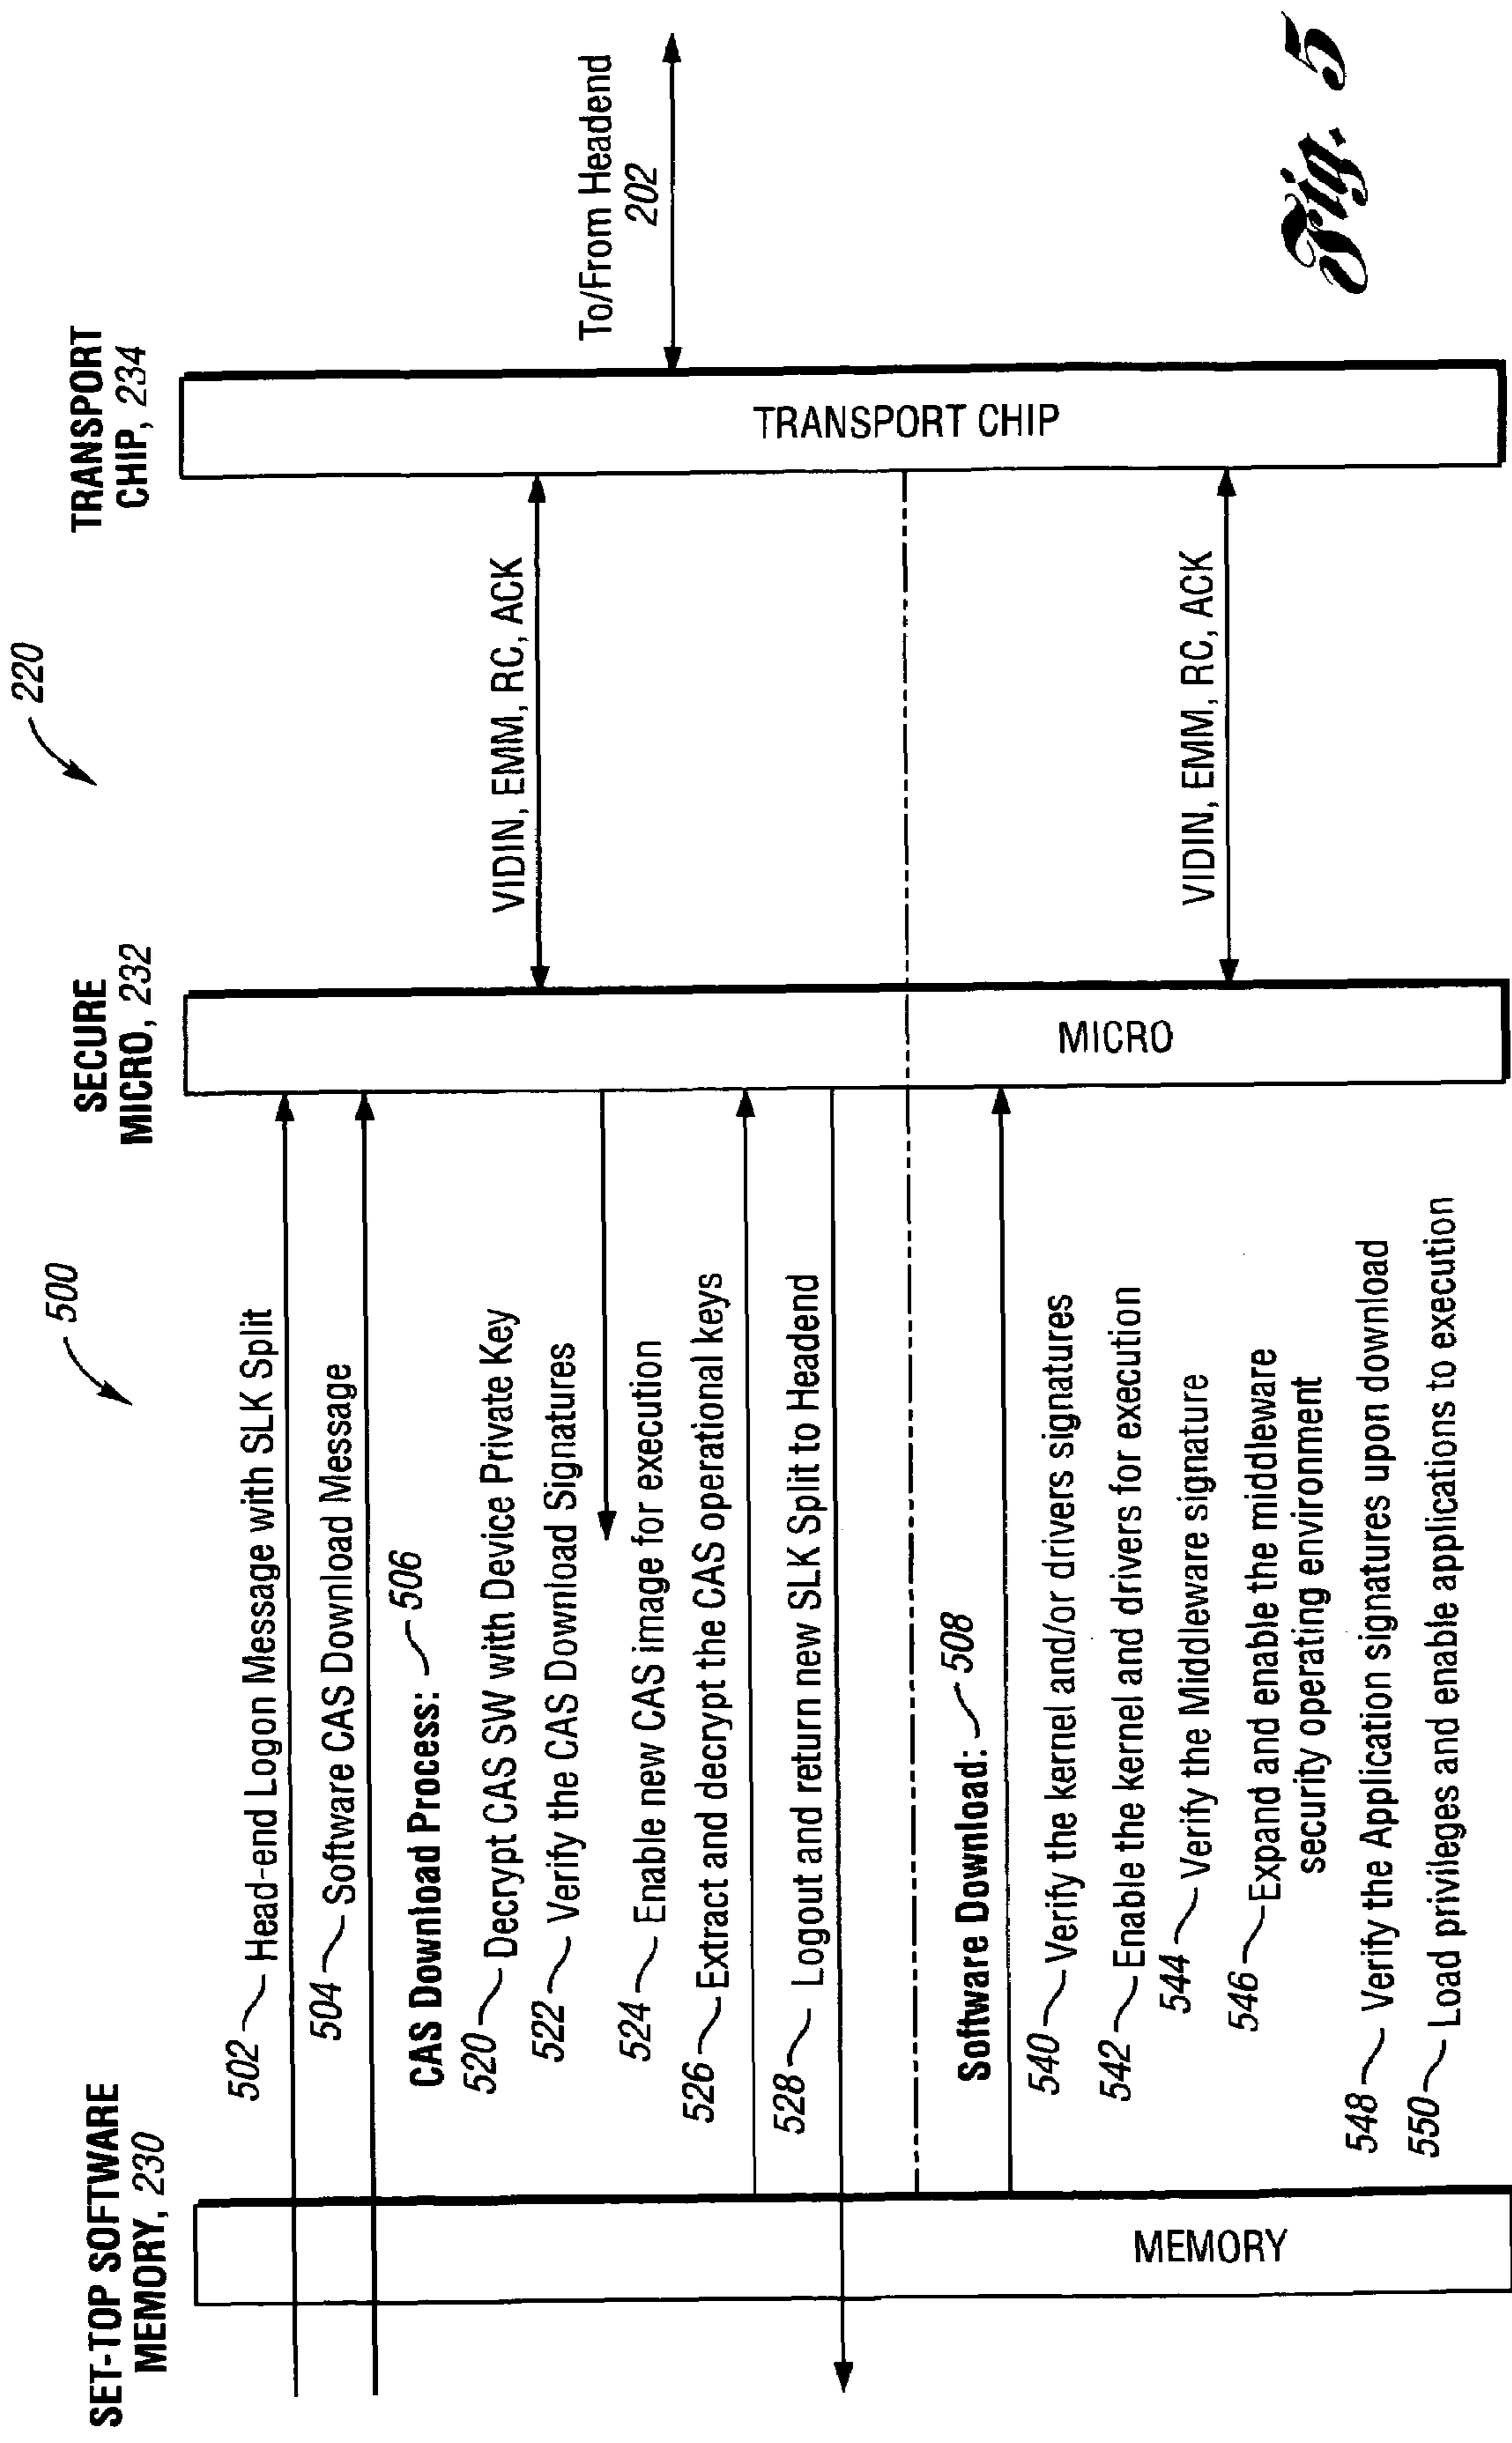 500
220
SET-TOP SOFTWARE
MEMORY, 230
SECURE
MICRO, 232
TRANSPORT
CHIP, 234
502 Head-end Logon Message with SLK Split
504 Software CAS Download Message
CAS Download Process: 506
520 Decrypt CAS SW with Device Private Key
522 Verify the CAS Download Signatures
524 Enable new CAS image for execution
526 Extract and decrypt the CAS operational keys
528 Logout and return new SLK Split to Headend
Software Download: 508
540 Verify the kernel and/or drivers signatures
542 Enable the kernel and drivers for execution
544 Verify the Middleware signature
546 Expand and enable the middleware
security operating environment
548 Verify the Application signatures upon download
550 Load privileges and enable applications to execution
MEMORY
MICRO
VIDIN, EMM, RC, ACK
VIDIN, EMM, RC, ACK
TRANSPORT CHIP
To/From Headend
202
Fig. 5